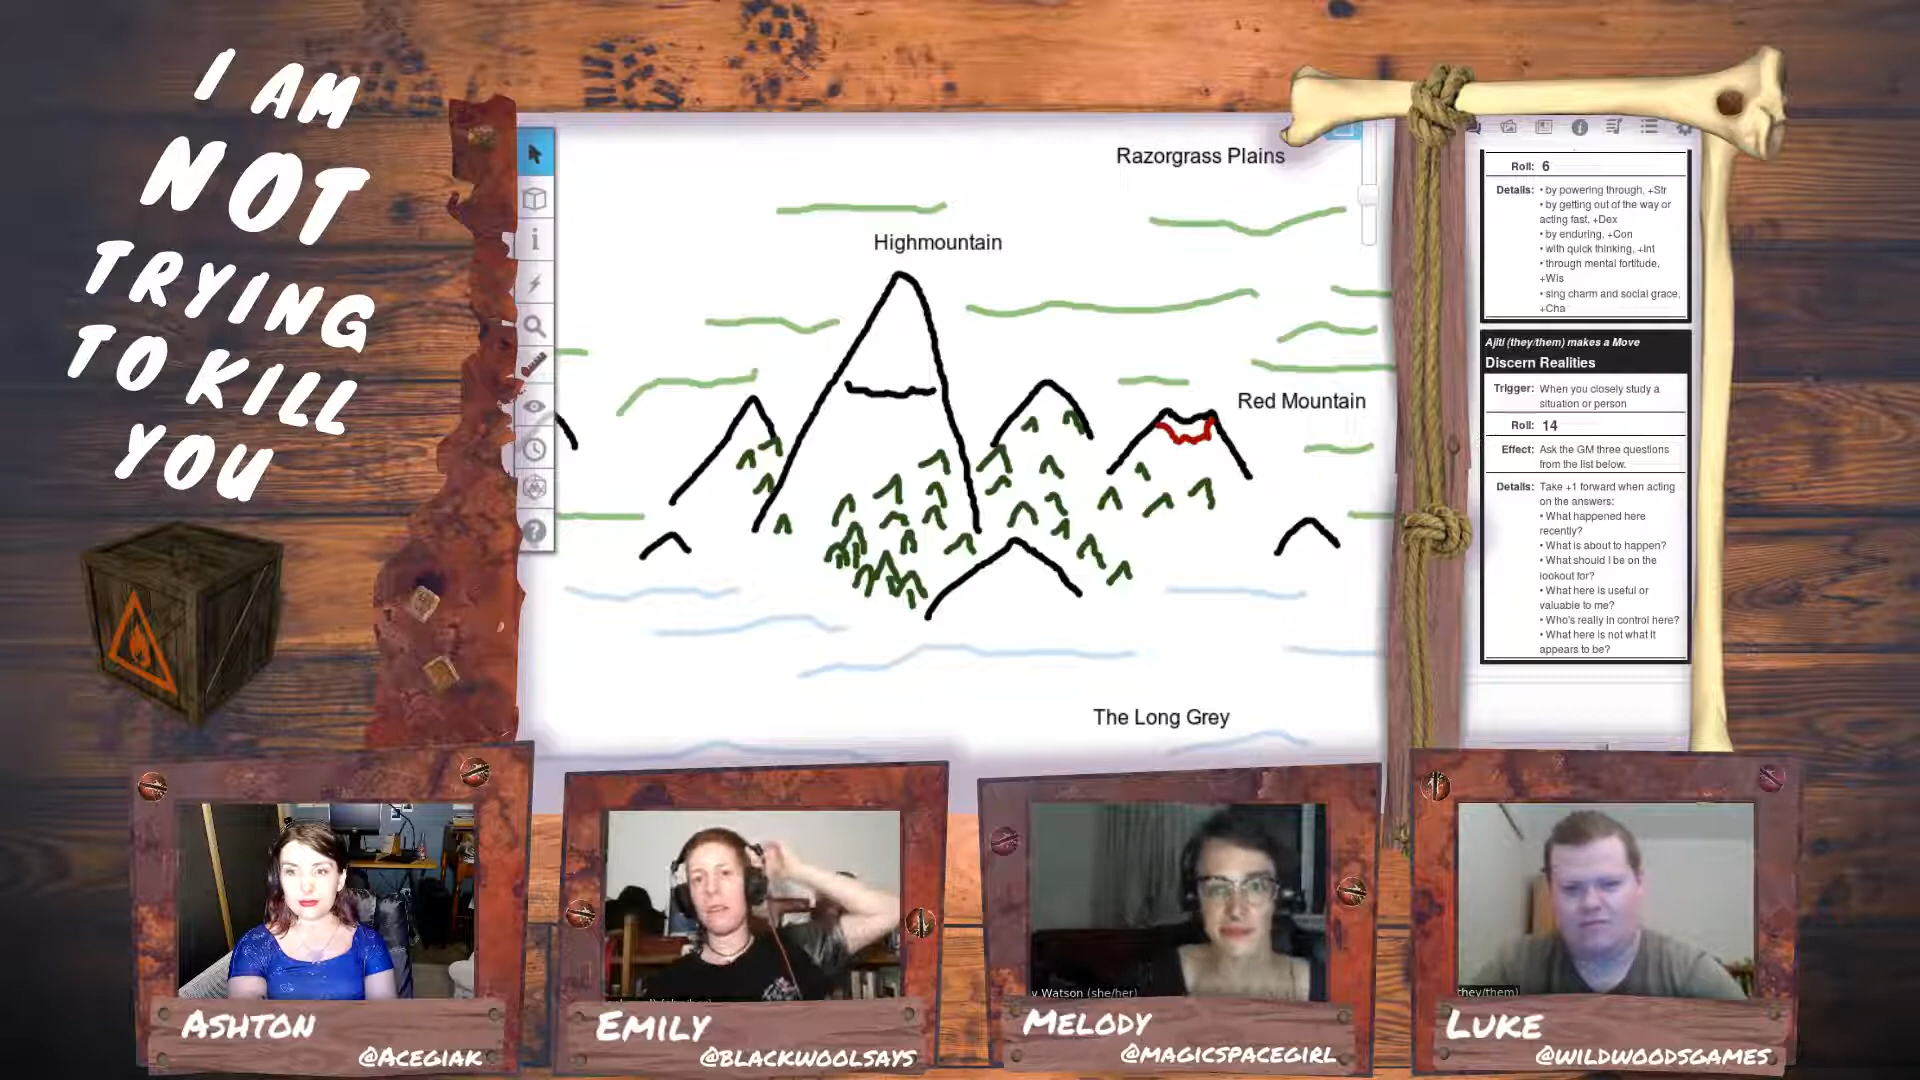 I AM
NOT
TRYING
TO KILL
YOU
Razorgrass Plains
Highmountain
Red Mountain
The Long Grey
Roll: 6
Details: • by powering through, +Str
• by getting out of the way or
acting fast, +Dex
• by enduring, +Con
• with quick thinking, +Int
• through mental fortitude,
+Wis
• sing charm and social grace,
+Cha
Ajitl (they/them) makes a Move
Discern Realities
Trigger: When you closely study a
situation or person
Roll: 14
Effect: Ask the GM three questions
from the list below.
Details: Take +1 forward when acting
on the answers:
• What happened here
recently?
• What is about to happen?
• What should I be on the
lookout for?
• What here is useful or
valuable to me?
• Who's really in control here?
• What here is not what it
appears to be?
Watson (she/her)
they/them)
ASHTON
@ACEGIAK
EMILY
@BLACKWOOLSAYS
MELODY
@MAGICSPACEGIRL
LUKE
@WILDWOODSGAMES